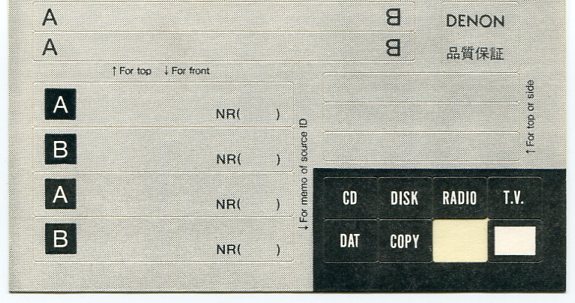 A B DENON
A B 品質保証
↑For top ↓For front
A NR( )
B NR( )
A NR( )
B NR( )
↓For memo of source ID
↑For top or side
CD DISK RADIO T.V.
DAT COPY